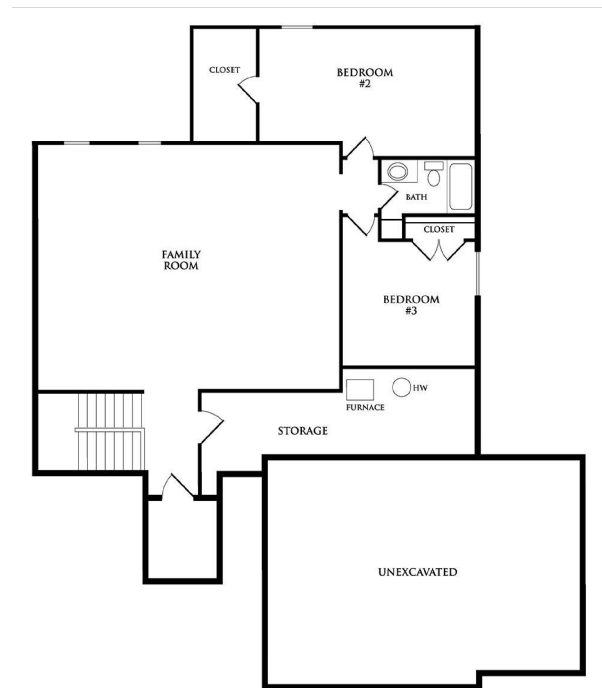 CLOSET
BEDROOM
#2
BATH
CLOSET
FAMILY
ROOM
BEDROOM
#3
HW
FURNACE
STORAGE
UNEXCAVATED